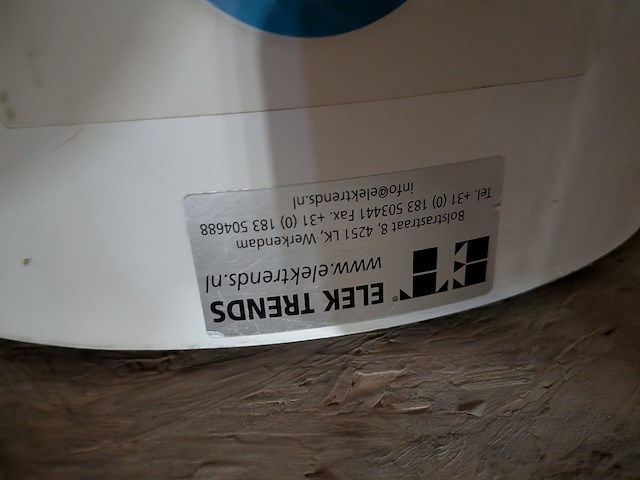 ELEK TRENDS®
www.elektrends.nl
Bolstrastraat 8, 4251 LK, Werkendam
Tel. +31 (0) 183 503441 Fax. +31 (0) 183 504688
info@elektrends.nl